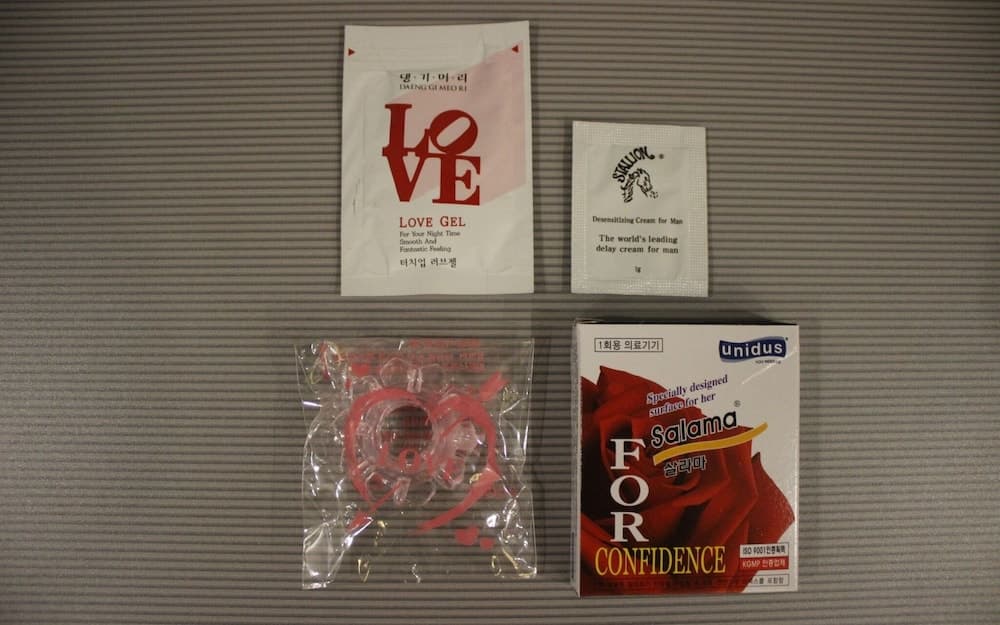 댕·기·머·리
DAENG GI MEO RI
LOVE
LOVE GEL
For Your Night Time
Smooth And
Fantastic Feeling
터치업 러브젤
STALLION ®
Desensitizing Cream for Man
The world's leading
delay cream for man
1g
1회용 의료기기
unidus
Specially designed
surface for her
Salama®
살라마
FOR
CONFIDENCE
ISO 9001인증획득
KGMP 인증업체